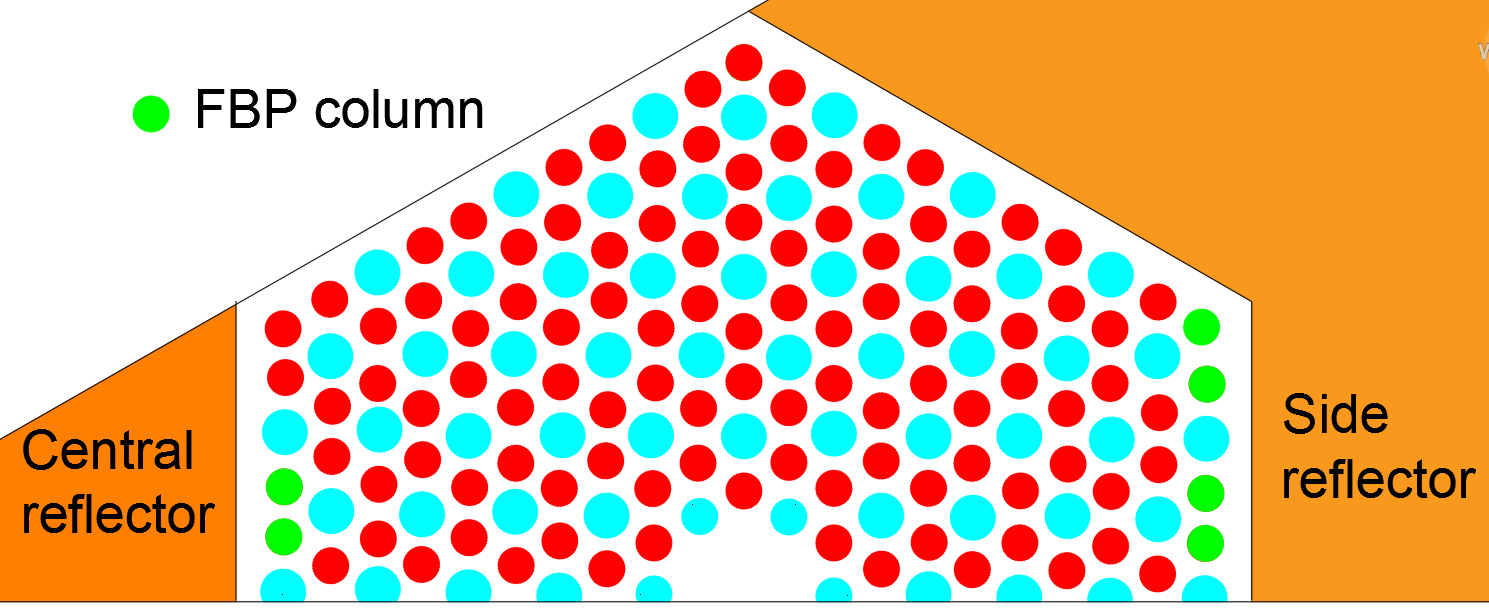 FBP column
Central
reflector
Side
reflector